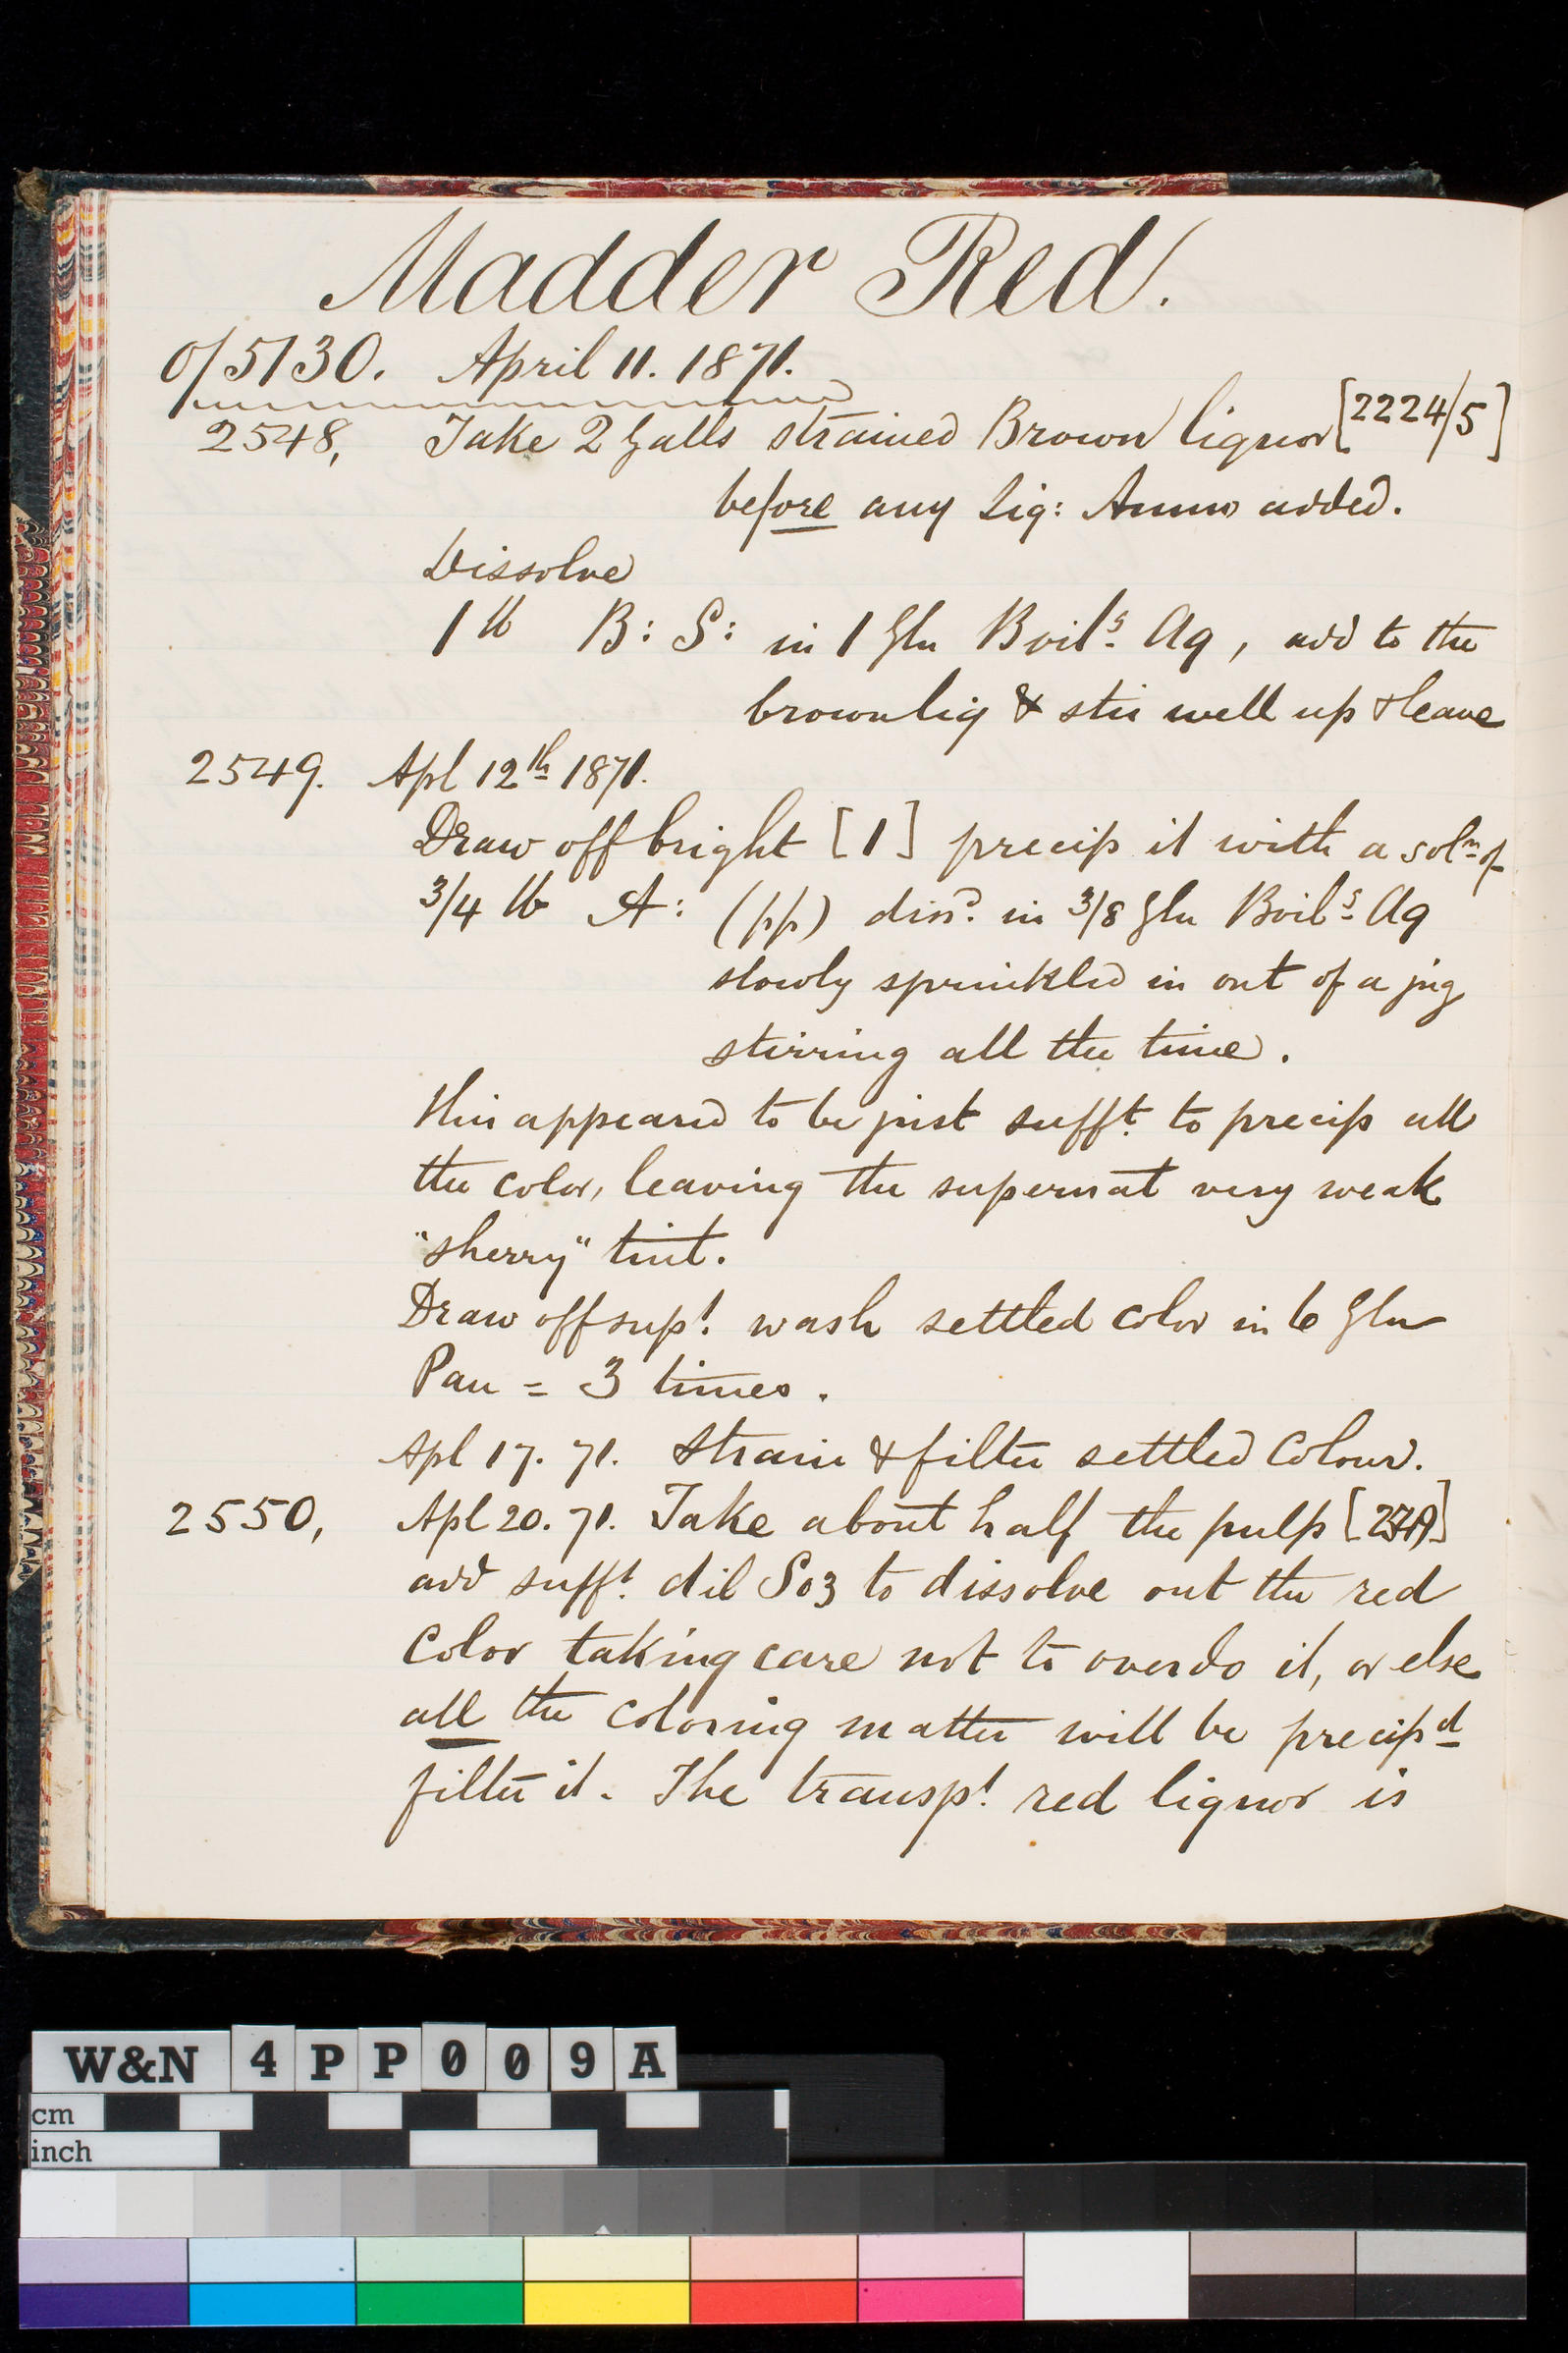 Madder Red.
o/5130. April 11. 1871.
2548, Take 2 Galls strained Brown liquor [2224/5]
before any Liq: Ammo added.
Dissolve
1 lb B: S: in 1 Gln Boilg Aq, add to the
brown liq & stir well up & leave
2549. Apl 12th 1871.
Draw off bright [1] precip it with a soln of
3/4 lb A: (pp) dissd. in 3/8 Gln Boilg Aq
slowly sprinkled in out of a jug
stirring all the time.
this appeared to be just sufft. to precip all
the color, leaving the supernat very weak
"sherry" tint.
Draw off supt. wash settled color in 6 Gln
Pan = 3 times.
Apl 17. 71. Strain & filter settled Colour.
2550, Apl 20. 71. Take about half the pulp
add sufft. dil So3 to dissolve out the red
Color taking care not to overdo it, or else
all the coloring matter will be precipd
filter it. The transpt. red liquor is
W&N 4PP009A
cm
inch